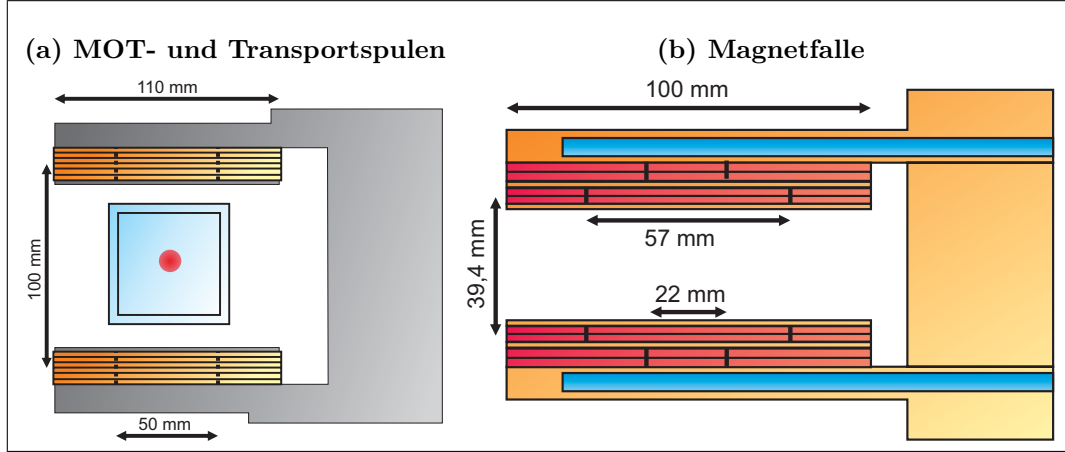 (a) MOT- und Transportspulen
(b) Magnetfalle
110 mm
100 mm
50 mm
100 mm
57 mm
39,4 mm
22 mm